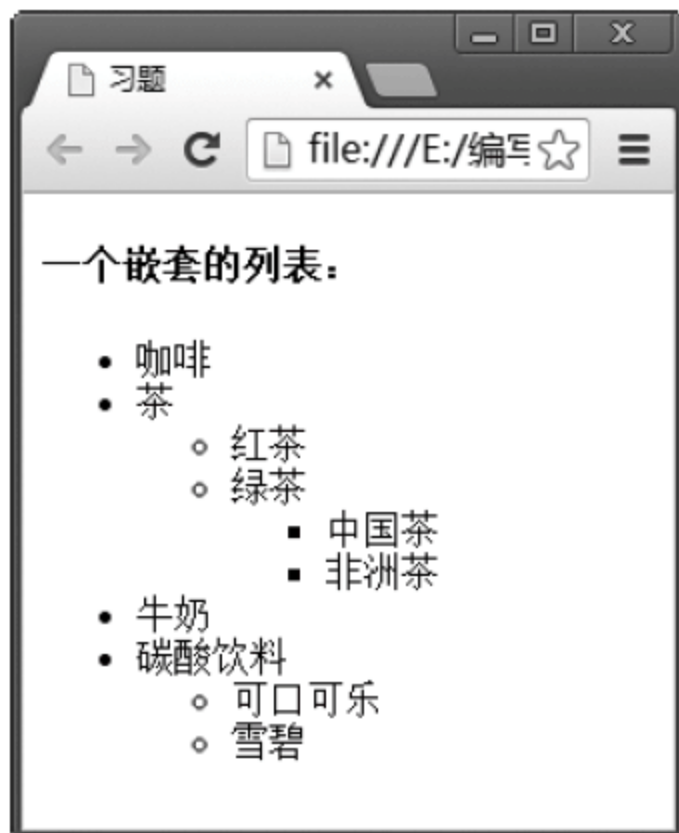 习题
file:///E:/编写
一个嵌套的列表：
咖啡
茶
红茶
绿茶
中国茶
非洲茶
牛奶
碳酸饮料
可口可乐
雪碧